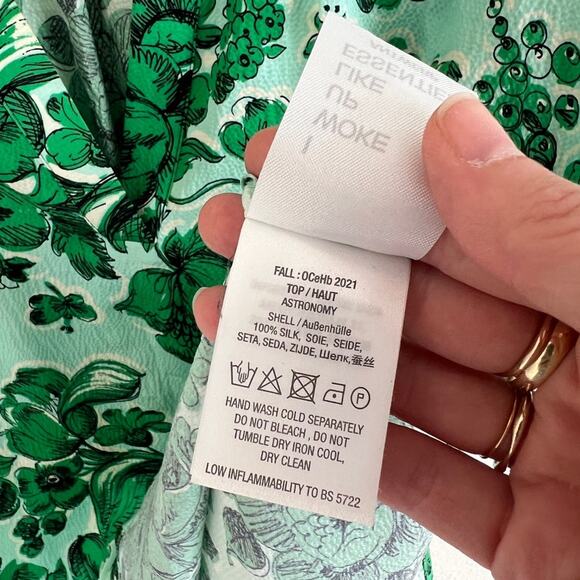 ANTWERP
ESSENTIE
LIKE
UP
WOKE
I
FALL : OCeHb 2021
TOP / HAUT
ASTRONOMY
SHELL / Außenhülle
100% SILK, SOIE, SEIDE,
SETA, SEDA, ZIJDE, Шелк,蚕丝
P
HAND WASH COLD SEPARATELY
DO NOT BLEACH , DO NOT
TUMBLE DRY IRON COOL,
DRY CLEAN
LOW INFLAMMABILITY TO BS 5722